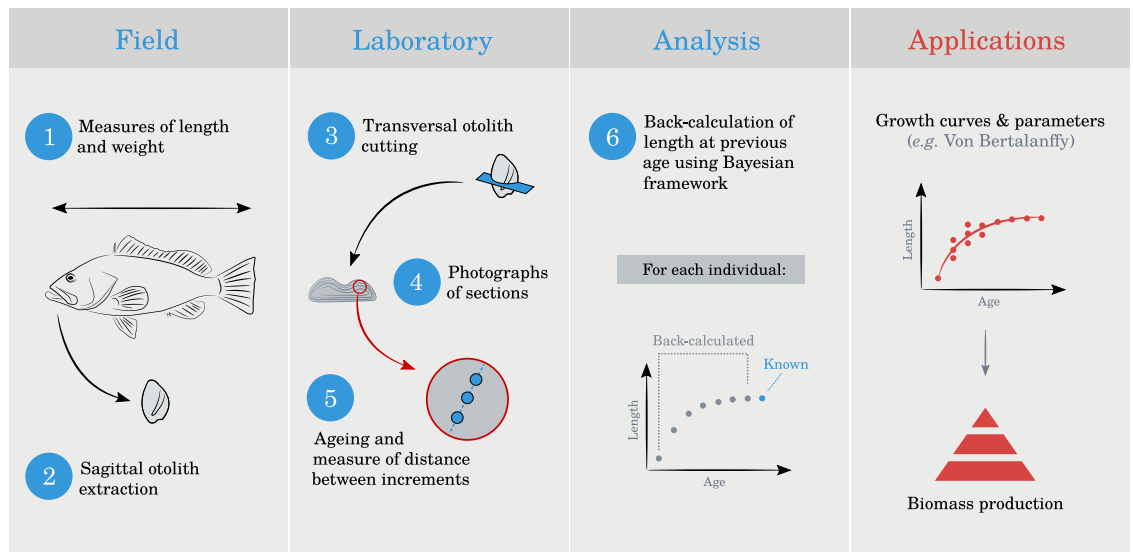 Field
Laboratory
Analysis
Applications
1
Measures of length
and weight
2
Sagittal otolith
extraction
3
Transversal otolith
cutting
4
Photographs
of sections
5
Ageing and
measure of distance
between increments
6
Back-calculation of
length at previous
age using Bayesian
framework
For each individual:
Back-calculated
Known
Length
Age
Growth curves & parameters
(e.g. Von Bertalanffy)
Length
Age
Biomass production